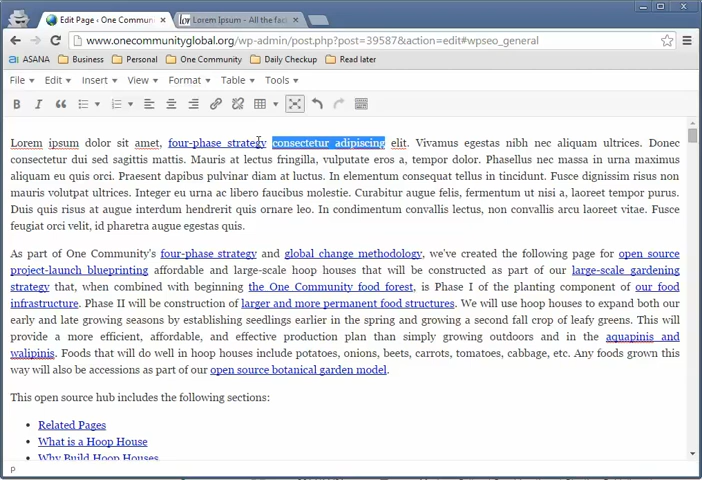 Edit Page ‹ One Commun
Lorem Ipsum - All the fac
www.onecommunityglobal.org/wp-admin/post.php?post=39587&action=edit#wpseo_general
ASANA Business Personal One Community Daily Checkup Read later
File Edit Insert View Format Table Tools
Lorem ipsum dolor sit amet, four-phase strategy consectetur adipiscing elit. Vivamus egestas nibh nec aliquam ultrices. Donec
consectetur dui sed sagittis mattis. Mauris at lectus fringilla, vulputate eros a, tempor dolor. Phasellus nec massa in urna maximus
aliquam eu quis orci. Praesent dapibus pulvinar diam at luctus. In elementum consequat tellus in tincidunt. Fusce dignissim risus non
mauris volutpat ultrices. Integer eu urna ac libero faucibus molestie. Curabitur augue felis, fermentum ut nisi a, laoreet tempor purus.
Duis quis risus at augue interdum hendrerit quis ornare leo. In condimentum convallis lectus, non convallis arcu laoreet vitae. Fusce
feugiat orci velit, id pharetra augue egestas quis.
As part of One Community's four-phase strategy and global change methodology, we've created the following page for open source
project-launch blueprinting affordable and large-scale hoop houses that will be constructed as part of our large-scale gardening
strategy that, when combined with beginning the One Community food forest, is Phase I of the planting component of our food
infrastructure. Phase II will be construction of larger and more permanent food structures. We will use hoop houses to expand both our
early and late growing seasons by establishing seedlings earlier in the spring and growing a second fall crop of leafy greens. This will
provide a more efficient, affordable, and effective production plan than simply growing outdoors and in the aquapinis and
walipinis. Foods that will do well in hoop houses include potatoes, onions, beets, carrots, tomatoes, cabbage, etc. Any foods grown this
way will also be accessions as part of our open source botanical garden model.
This open source hub includes the following sections:
Related Pages
What is a Hoop House
Why Build Hoop Houses
p